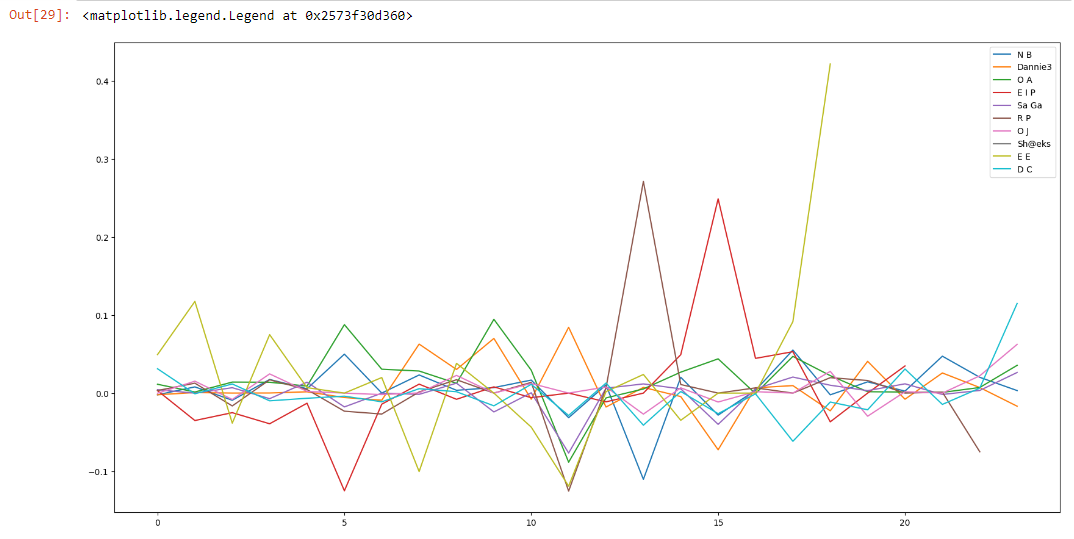 Out[29]: <matplotlib.legend.Legend at 0x2573f30d360>
N B
Dannie3
O A
E I P
Sa Ga
R P
O J
Sh@eks
E E
D C
0.4
0.3
0.2
0.1
0.0
−0.1
0 5 10 15 20